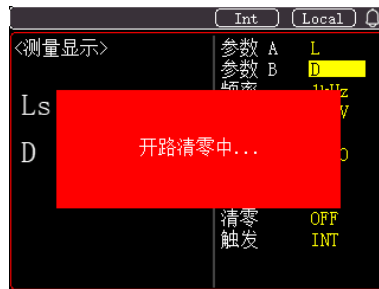 Int Local
<测量显示>
参数 A L
参数 B D
Ls
D
开路清零中...
清零 OFF
触发 INT